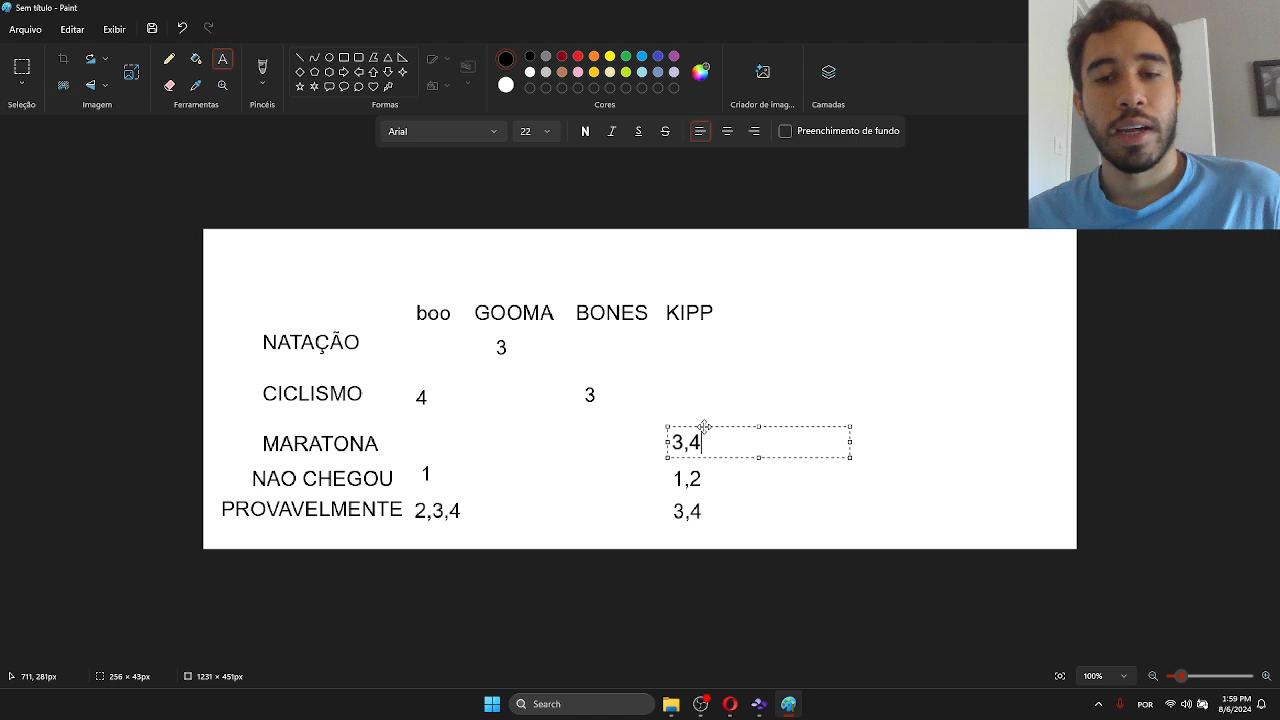 Sem título - Paint
Arquivo Editar Exibir
A
Seleção Imagem Ferramentas Pincéis Formas Cores Criador de imag... Camadas
Arial 22 N I S S Preenchimento de fundo
boo GOOMA BONES KIPP
NATAÇÃO 3
CICLISMO 4 3
MARATONA 3,4
NAO CHEGOU 1 1,2
PROVAVELMENTE 2,3,4 3,4
711, 281px 256 × 43px 1231 × 451px 100%
Search POR 1:59 PM
8/6/2024